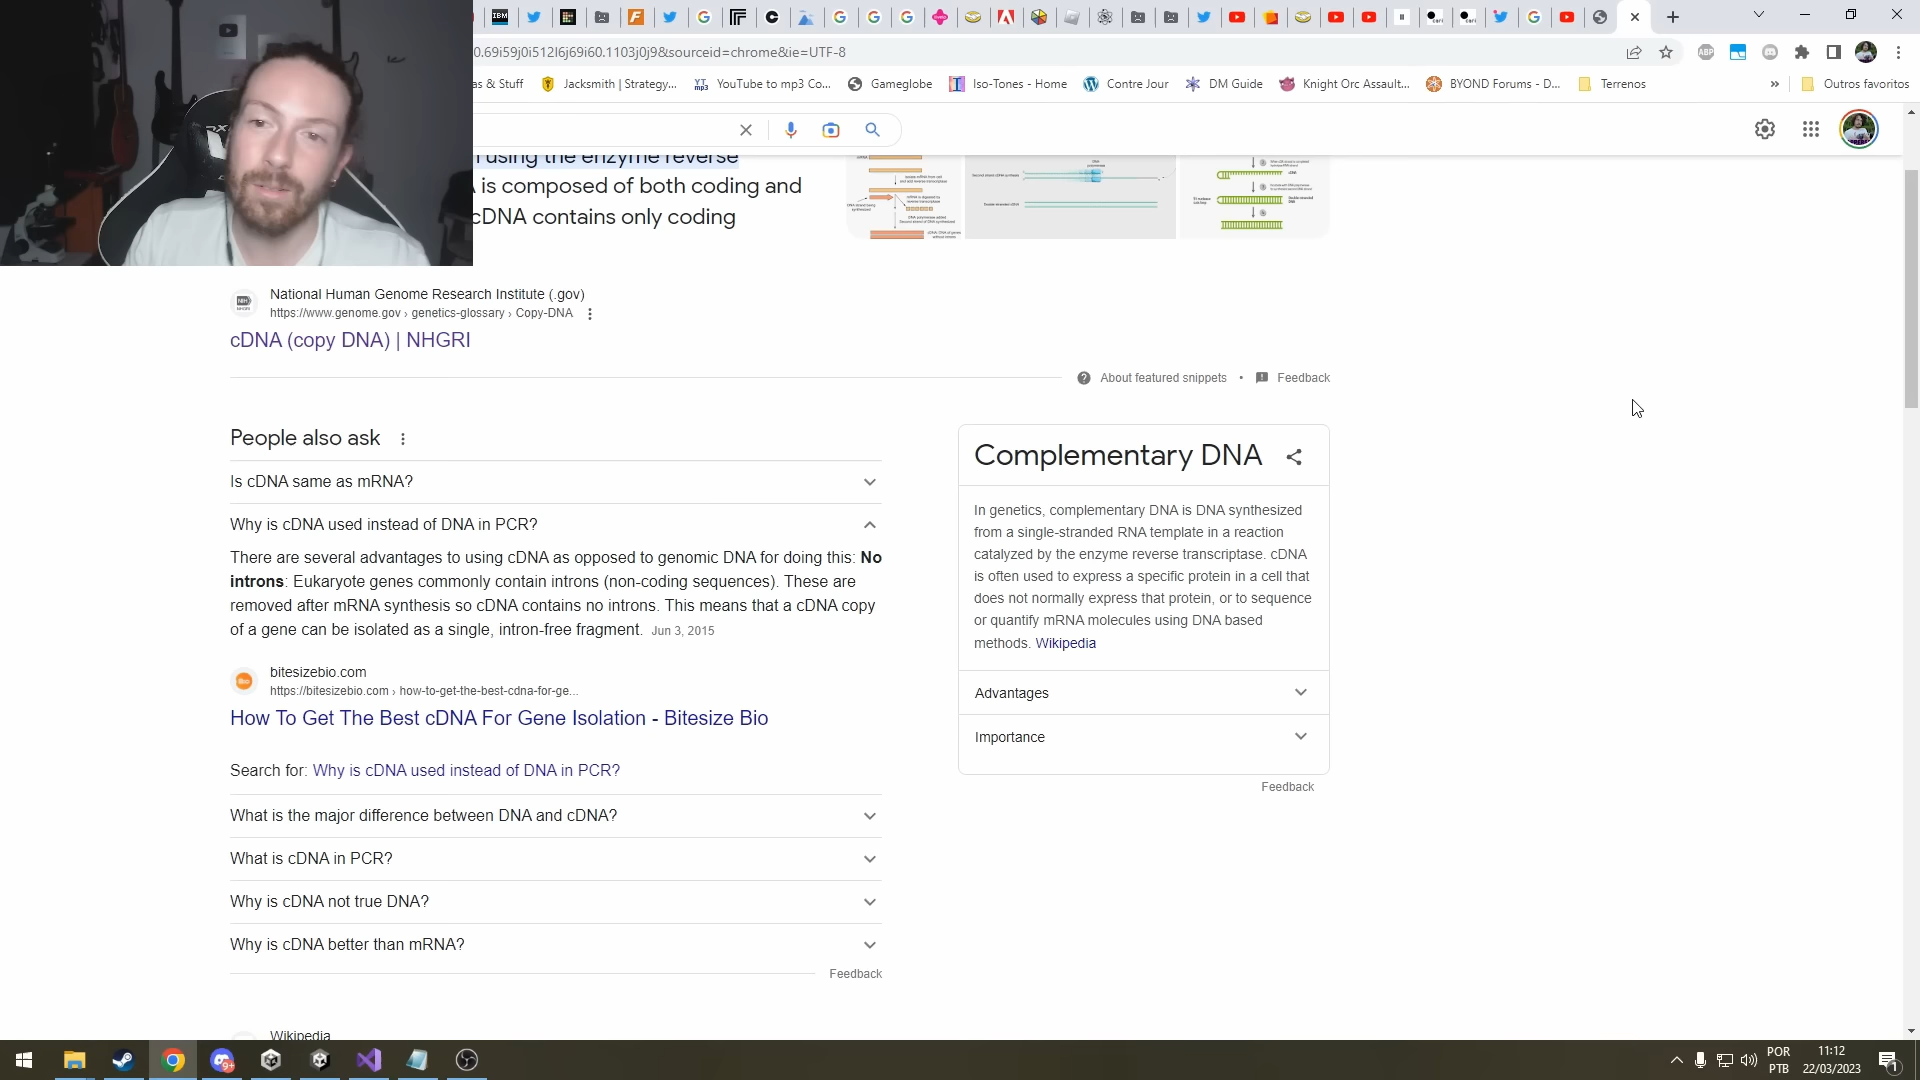 0.69i59j0i512l6j69i60.1103j0j9&sourceid=chrome&ie=UTF-8
as & Stuff
Jacksmith | Strategy...
YouTube to mp3 Co...
Gameglobe
Iso-Tones - Home
Contre Jour
DM Guide
Knight Orc Assault...
BYOND Forums - D...
Terrenos
»
Outros favoritos
using the enzyme reverse
is composed of both coding and
cDNA contains only coding
National Human Genome Research Institute (.gov)
https://www.genome.gov › genetics-glossary › Copy-DNA
cDNA (copy DNA) | NHGRI
About featured snippets • Feedback
People also ask
Is cDNA same as mRNA?
Why is cDNA used instead of DNA in PCR?
There are several advantages to using cDNA as opposed to genomic DNA for doing this: No
introns: Eukaryote genes commonly contain introns (non-coding sequences). These are
removed after mRNA synthesis so cDNA contains no introns. This means that a cDNA copy
of a gene can be isolated as a single, intron-free fragment. Jun 3, 2015
bitesizebio.com
https://bitesizebio.com › how-to-get-the-best-cdna-for-ge...
How To Get The Best cDNA For Gene Isolation - Bitesize Bio
Search for: Why is cDNA used instead of DNA in PCR?
What is the major difference between DNA and cDNA?
What is cDNA in PCR?
Why is cDNA not true DNA?
Why is cDNA better than mRNA?
Feedback
Wikipedia
Complementary DNA
In genetics, complementary DNA is DNA synthesized
from a single-stranded RNA template in a reaction
catalyzed by the enzyme reverse transcriptase. cDNA
is often used to express a specific protein in a cell that
does not normally express that protein, or to sequence
or quantify mRNA molecules using DNA based
methods. Wikipedia
Advantages
Importance
Feedback
POR
PTB
11:12
22/03/2023